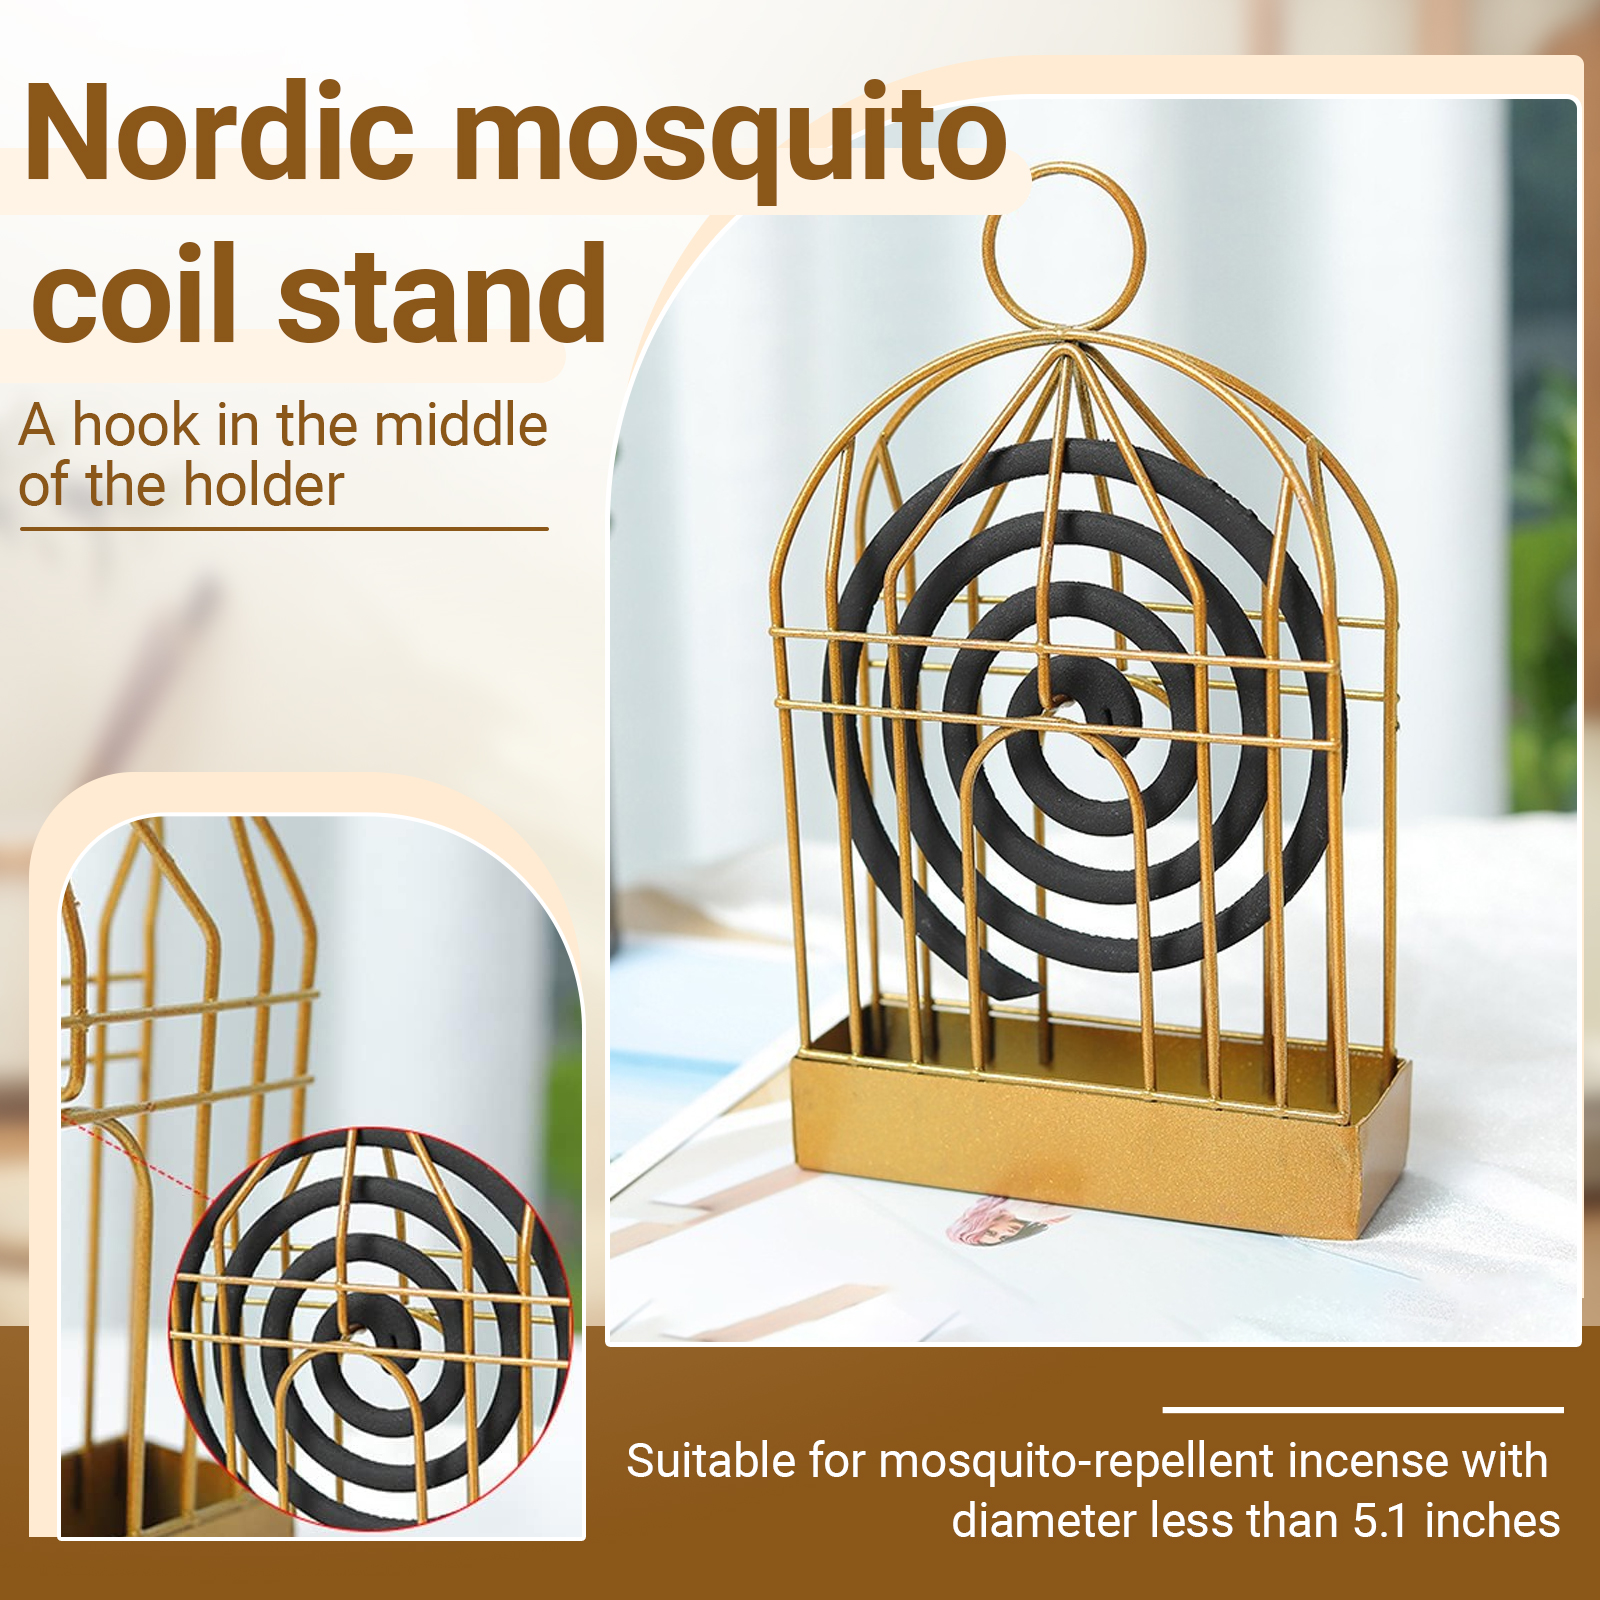 Nordic mosquito
coil stand
A hook in the middle
of the holder
Suitable for mosquito-repellent incense with
diameter less than 5.1 inches